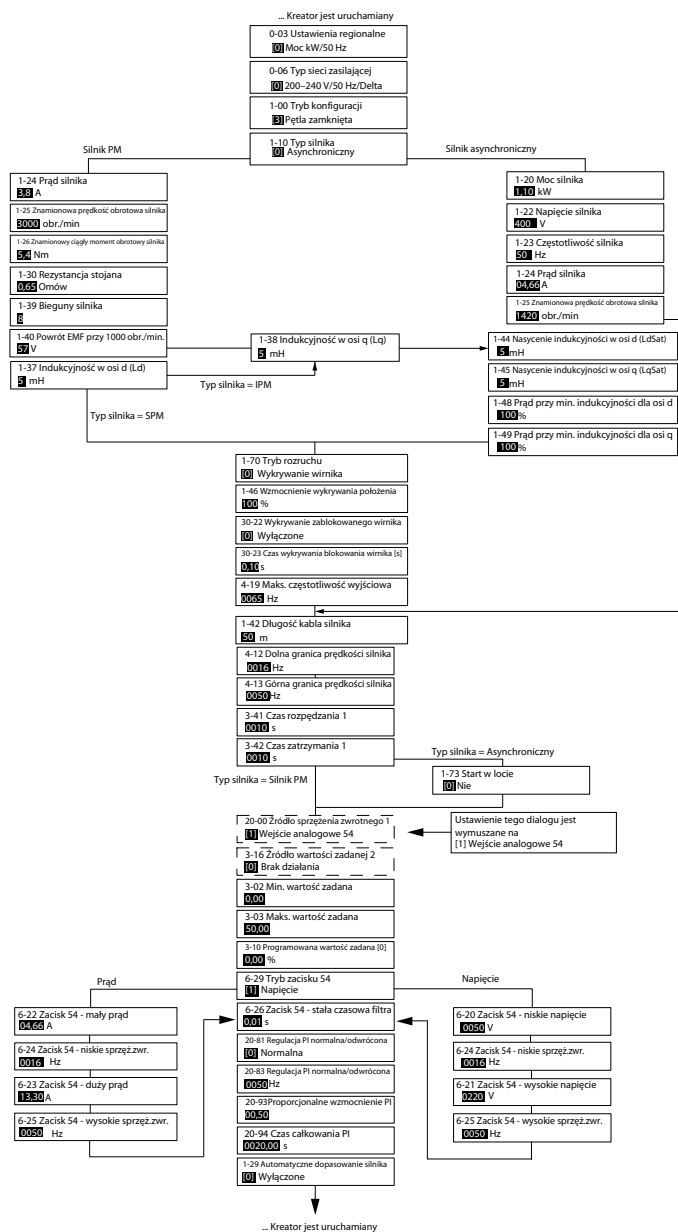 ... Kreator jest uruchamiany
0-03 Ustawienia regionalne
[0] Moc kW/50 Hz
0-06 Typ sieci zasilającej
[0] 200–240 V/50 Hz/Delta
1-00 Tryb konfiguracji
[3] Pętla zamknięta
1-10 Typ silnika
[0] Asynchroniczny
Silnik PM
Silnik asynchroniczny
1-24 Prąd silnika
3,8 A
1-25 Znamionowa prędkość obrotowa silnika
3000 obr./min
1-26 Znamionowy ciągły moment obrotowy silnika
5,4 Nm
1-30 Rezystancja stojana
0,65 Omów
1-39 Bieguny silnika
8
1-40 Powrót EMF przy 1000 obr./min.
57 V
1-37 Indukcyjność w osi d (Ld)
5 mH
1-20 Moc silnika
1,10 kW
1-22 Napięcie silnika
400 V
1-23 Częstotliwość silnika
50 Hz
1-24 Prąd silnika
04,66 A
1-25 Znamionowa prędkość obrotowa silnika
1420 obr./min
1-38 Indukcyjność w osi q (Lq)
5 mH
Typ silnika = IPM
Typ silnika = SPM
1-44 Nasycenie indukcyjności w osi d (LdSat)
5 mH
1-45 Nasycenie indukcyjności w osi q (LqSat)
5 mH
1-48 Prąd przy min. indukcyjności dla osi d
100 %
1-49 Prąd przy min. indukcyjności dla osi q
100 %
1-70 Tryb rozruchu
[0] Wykrywanie wirnika
1-46 Wzmocnienie wykrywania położenia
100 %
30-22 Wykrywanie zablokowanego wirnika
[0] Wyłączone
30-23 Czas wykrywania blokowania wirnika [s]
0,10 s
4-19 Maks. częstotliwość wyjściowa
0065 Hz
1-42 Długość kabla silnika
50 m
4-12 Dolna granica prędkości silnika
0016 Hz
4-13 Górna granica prędkości silnika
0050 Hz
3-41 Czas rozpędzania 1
0010 s
3-42 Czas zatrzymania 1
0010 s
Typ silnika = Asynchroniczny
Typ silnika = Silnik PM
1-73 Start w locie
[0] Nie
20-00 Źródło sprzężenia zwrotnego 1
[1] Wejście analogowe 54
Ustawienie tego dialogu jest
wymuszane na
[1] Wejście analogowe 54
3-16 Źródło wartości zadanej 2
[0] Brak działania
3-02 Min. wartość zadana
0,00
3-03 Maks. wartość zadana
50,00
3-10 Programowana wartość zadana [0]
0,00 %
6-29 Tryb zacisku 54
[1] Napięcie
Prąd
Napięcie
6-22 Zacisk 54 - mały prąd
04,66 A
6-24 Zacisk 54 - niskie sprzęż.zwr.
0016 Hz
6-23 Zacisk 54 - duży prąd
13,30 A
6-25 Zacisk 54 - wysokie sprzęż.zwr.
0050 Hz
6-26 Zacisk 54 - stała czasowa filtra
0,01 s
20-81 Regulacja PI normalna/odwrócona
[0] Normalna
20-83 Regulacja PI normalna/odwrócona
0050 Hz
20-93 Proporcjonalne wzmocnienie PI
00,50
20-94 Czas całkowania PI
0020,00 s
1-29 Automatyczne dopasowanie silnika
[0] Wyłączone
6-20 Zacisk 54 - niskie napięcie
0050 V
6-24 Zacisk 54 - niskie sprzęż.zwr.
0016 Hz
6-21 Zacisk 54 - wysokie napięcie
0220 V
6-25 Zacisk 54 - wysokie sprzęż.zwr.
0050 Hz
... Kreator jest uruchamiany